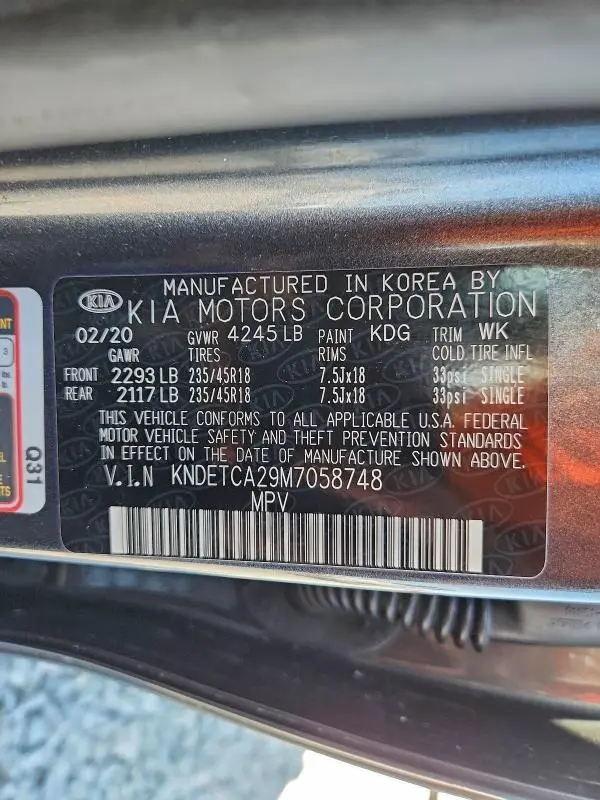 MANUFACTURED IN KOREA BY
KIA KIA MOTORS CORPORATION
02/20 GVWR 4245 LB PAINT KDG TRIM WK
GAWR TIRES RIMS COLD TIRE INFL
FRONT 2293 LB 235/45R18 7.5Jx18 33psi SINGLE
REAR 2117 LB 235/45R18 7.5Jx18 33psi SINGLE
THIS VEHICLE CONFORMS TO ALL APPLICABLE U.S.A. FEDERAL
MOTOR VEHICLE SAFETY AND THEFT PREVENTION STANDARDS
IN EFFECT ON THE DATE OF MANUFACTURE SHOWN ABOVE.
V.I.N KNDETCA29M7058748
MPV
Q31